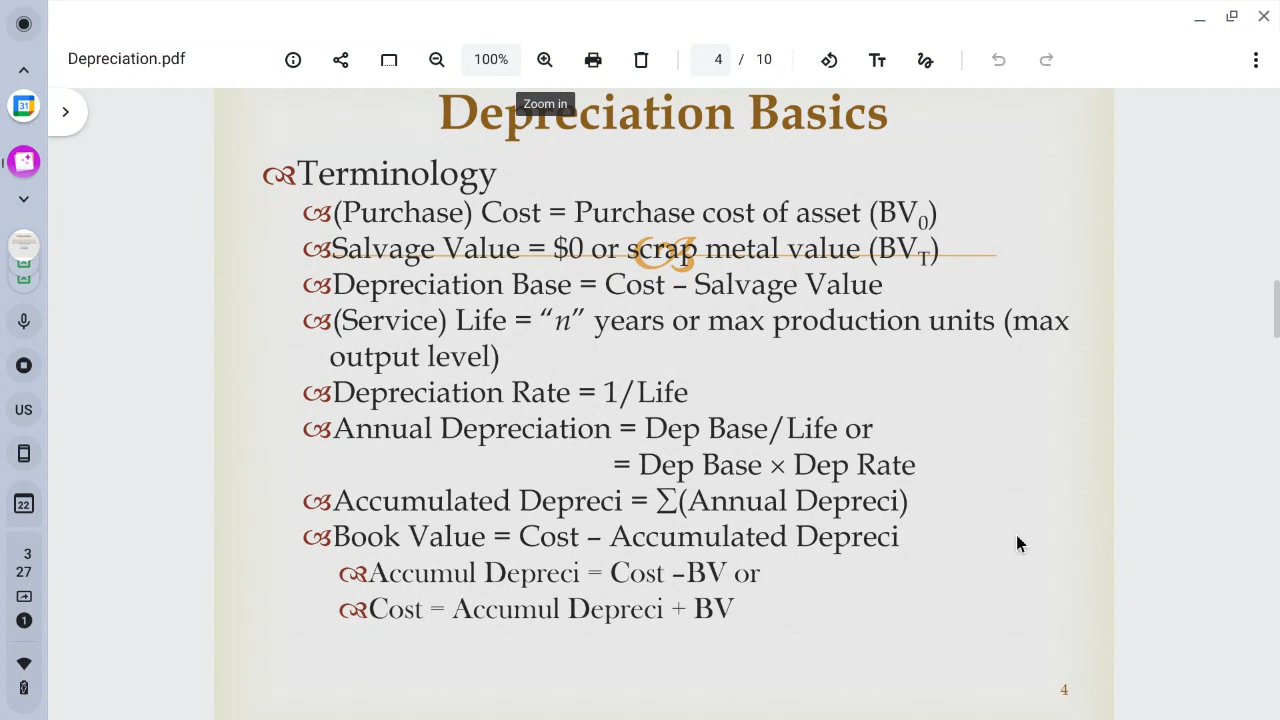 Depreciation.pdf
100%
4 / 10
Zoom in
31
Depreciation Basics
Terminology
(Purchase) Cost = Purchase cost of asset (BV₀)
Salvage Value = $0 or scrap metal value (BV_T)
Depreciation Base = Cost – Salvage Value
(Service) Life = “n” years or max production units (max
output level)
Depreciation Rate = 1/Life
Annual Depreciation = Dep Base/Life or
= Dep Base × Dep Rate
Accumulated Depreci = ∑(Annual Depreci)
Book Value = Cost – Accumulated Depreci
Accumul Depreci = Cost –BV or
Cost = Accumul Depreci + BV
4
US
22
3
27
1